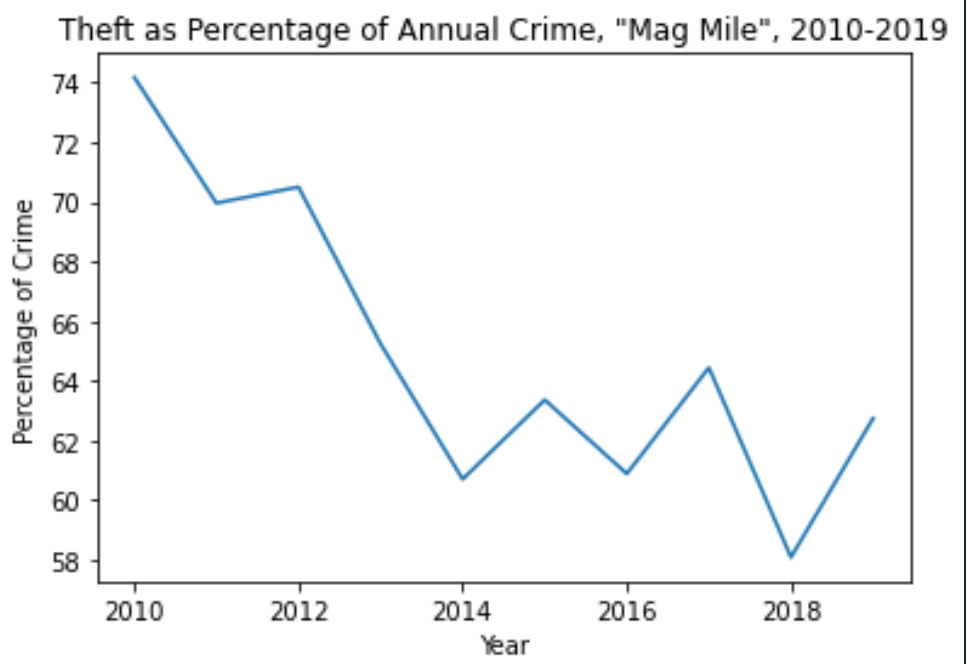 Theft as Percentage of Annual Crime, "Mag Mile", 2010-2019
74
72
70
68
66
64
62
60
58
Percentage of Crime
2010 2012 2014 2016 2018
Year